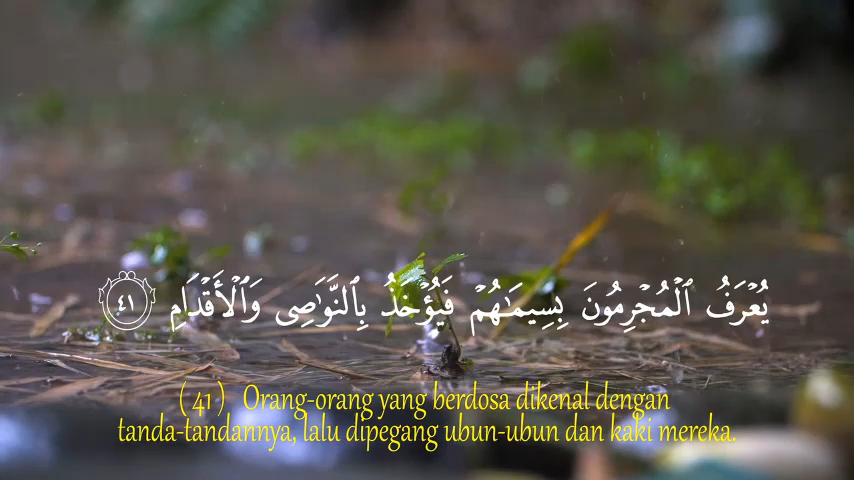 يُعْرَفُ ٱلْمُجْرِمُونَ بِسِيمَـٰهُمْ فَيُؤْخَذُ بِٱلنَّوَٰصِى وَٱلْأَقْدَامِ ٤١
( 41 ) Orang-orang yang berdosa dikenal dengan
tanda-tandannya, lalu dipegang ubun-ubun dan kaki mereka.